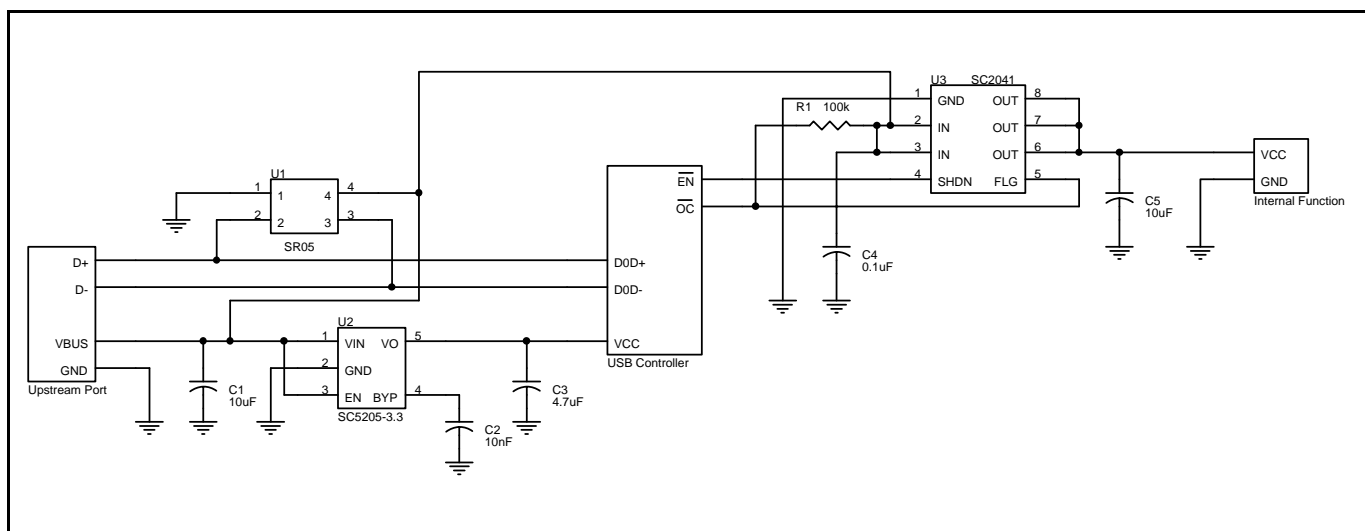 U3 SC2041
1 GND OUT 8
R1 100k
2 IN OUT 7
3 IN OUT 6
4 SHDN FLG 5
VCC
GND
Internal Function
C5
10uF
C4
0.1uF
EN
OC
D0D+
D0D-
VCC
USB Controller
U1
1 1 4 4
2 2 3 3
SR05
D+
D-
VBUS
GND
Upstream Port
C1
10uF
U2
1 VIN VO 5
2 GND
3 EN BYP 4
SC5205-3.3
C2
10nF
C3
4.7uF